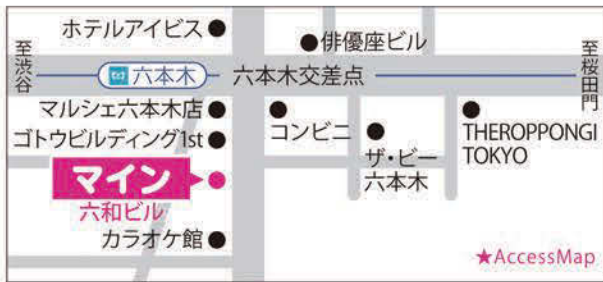 ホテルアイビス
俳優座ビル
至渋谷
六本木
六本木交差点
至桜田門
マルシェ六本木店
コンビニ
ゴトウビルディング1st
ザ・ビー
六本木
THEROPPONGI
TOKYO
マイン
六和ビル
カラオケ館
★AccessMap